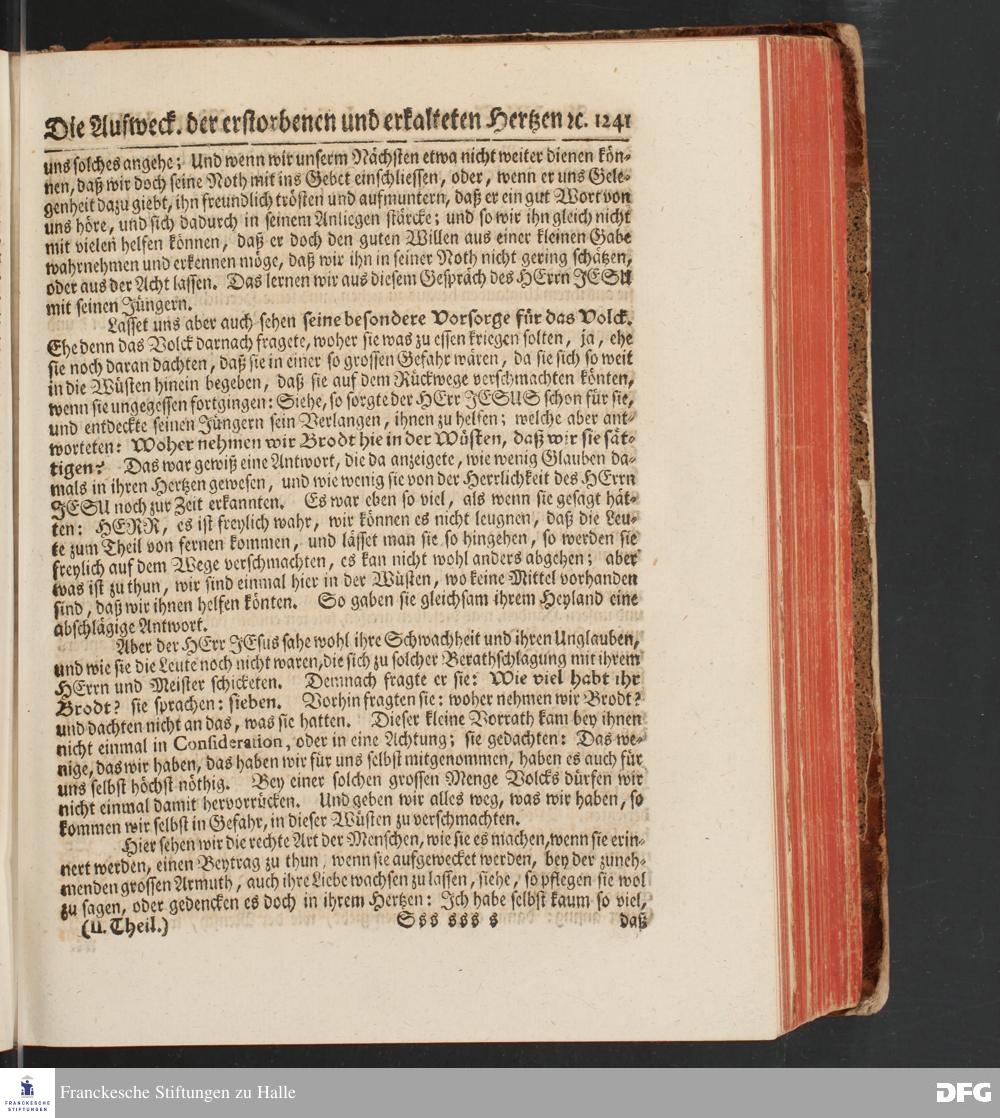 Die Aufweck. der erstorbenen und erkalteten Hertzen ꝛc. 1241
uns solches angehe; Und wenn wir unserm Nächsten etwa nicht weiter dienen kön-
nen, daß wir doch seine Noth mit ins Gebet einschliessen, oder, wenn er uns Gele-
genheit dazu giebt, ihn freundlich trösten und aufmuntern, daß er ein gut Wort von
uns höre, und sich dadurch in seinem Anliegen stärcke; und so wir ihn gleich nicht
mit vielen helfen können, daß er doch den guten Willen aus einer kleinen Gabe
wahrnehmen und erkennen möge, daß wir ihn in seiner Noth nicht gering schätzen,
oder aus der Acht lassen. Das lernen wir aus diesem Gespräch des HErrn JESU
mit seinen Jüngern.
Lasset uns aber auch sehen seine besondere Vorsorge für das Volck.
Ehe denn das Volck darnach fragete, woher sie was zu essen kriegen solten, ja, ehe
sie noch daran dachten, daß sie in einer so grossen Gefahr wären, da sie sich so weit
in die Wüsten hinein begeben, daß sie auf dem Rückwege verschmachten könten,
wenn sie ungegessen fortgingen: Siehe, so sorgte der HErr JESUS schon für sie,
und entdeckte seinen Jüngern sein Verlangen, ihnen zu helfen; welche aber ant-
worteten: Woher nehmen wir Brodt hie in der Wüsten, daß wir sie sät-
tigen? Das war gewiß eine Antwort, die da anzeigete, wie wenig Glauben da-
mals in ihren Hertzen gewesen, und wie wenig sie von der Herrlichkeit des HErrn
JESU noch zur Zeit erkannten. Es war eben so viel, als wenn sie gesagt hät-
ten: HERR, es ist freylich wahr, wir können es nicht leugnen, daß die Leu-
te zum Theil von fernen kommen, und lässet man sie so hingehen, so werden sie
freylich auf dem Wege verschmachten, es kan nicht wohl anders abgehen; aber
was ist zu thun, wir sind einmal hier in der Wüsten, wo keine Mittel vorhanden
sind, daß wir ihnen helfen könten. So gaben sie gleichsam ihrem Heyland eine
abschlägige Antwort.
Aber der HErr JEsus sahe wohl ihre Schwachheit und ihren Unglauben,
und wie sie die Leute noch nicht waren, die sich zu solcher Berathschlagung mit ihrem
HErrn und Meister schicketen. Demnach fragte er sie: Wie viel habt ihr
Brodt? sie sprachen: sieben. Vorhin fragten sie: woher nehmen wir Brodt?
und dachten nicht an das, was sie hatten. Dieser kleine Vorrath kam bey ihnen
nicht einmal in Consideration, oder in eine Achtung; sie gedachten: Das we-
nige, das wir haben, das haben wir für uns selbst mitgenommen, haben es auch für
uns selbst höchst nöthig. Bey einer solchen grossen Menge Volcks dürfen wir
nicht einmal damit hervorrücken. Und geben wir alles weg, was wir haben, so
kommen wir selbst in Gefahr, in dieser Wüsten zu verschmachten.
Hier sehen wir die rechte Art der Menschen, wie sie es machen, wenn sie erin-
nert werden, einen Beytrag zu thun, wenn sie aufgewecket werden, bey der zuneh-
menden grossen Armuth, auch ihre Liebe wachsen zu lassen, siehe, so pflegen sie wol
zu sagen, oder gedencken es doch in ihrem Hertzen: Ich habe selbst kaum so viel,
(II. Theil.) Sss sss s daß
FRANCKESCHE STIFTUNGEN
Franckesche Stiftungen zu Halle
DFG